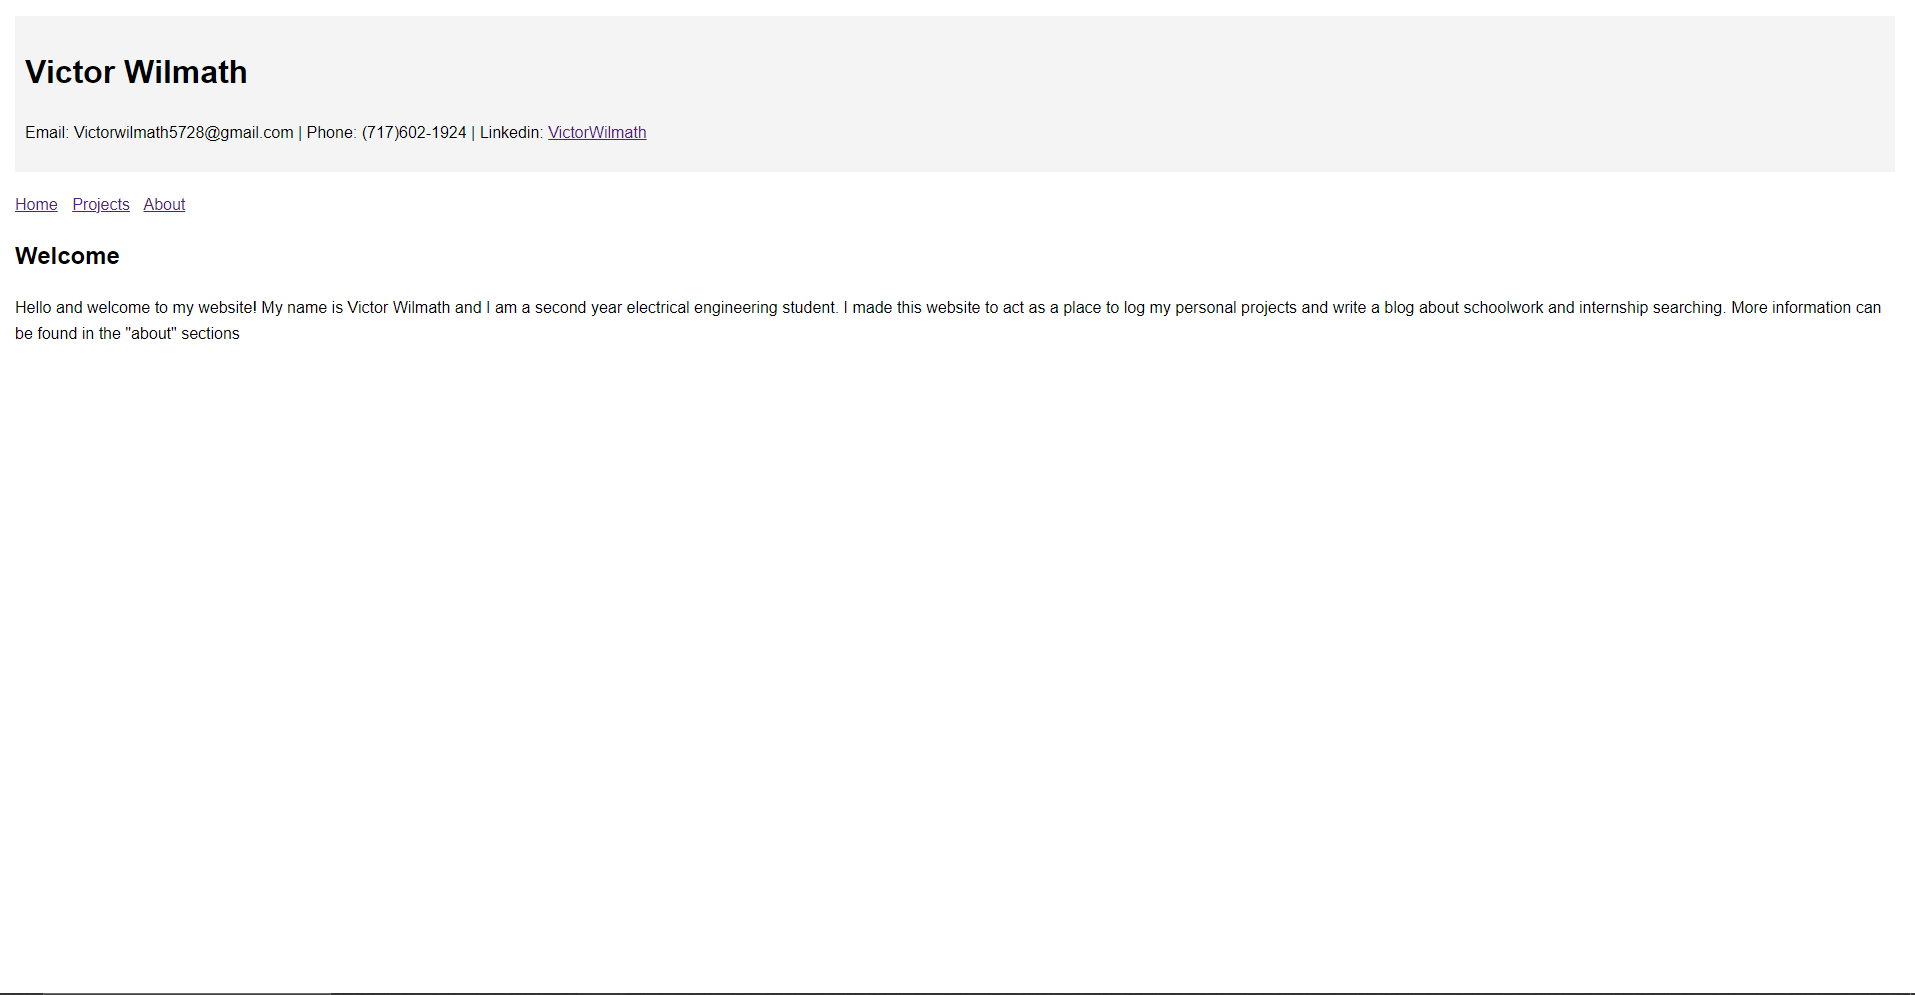 Victor Wilmath
Email: Victorwilmath5728@gmail.com | Phone: (717)602-1924 | Linkedin: VictorWilmath
Home Projects About
Welcome
Hello and welcome to my website! My name is Victor Wilmath and I am a second year electrical engineering student. I made this website to act as a place to log my personal projects and write a blog about schoolwork and internship searching. More information can
be found in the "about" sections